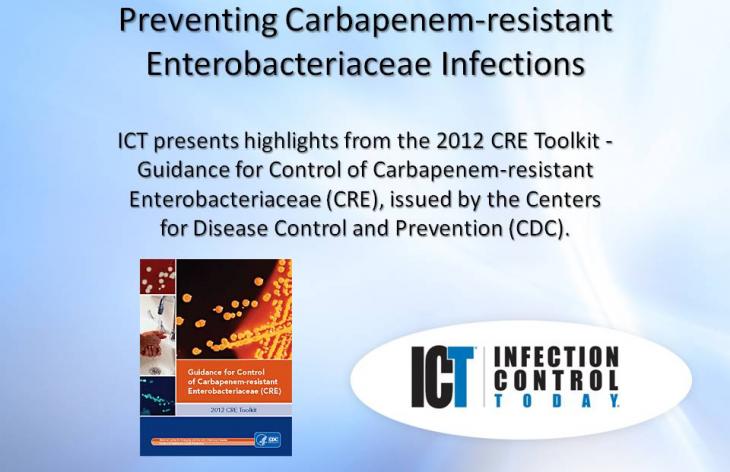 Preventing Carbapenem-resistant
Enterobacteriaceae Infections
ICT presents highlights from the 2012 CRE Toolkit -
Guidance for Control of Carbapenem-resistant
Enterobacteriaceae (CRE), issued by the Centers
for Disease Control and Prevention (CDC).
Guidance for Control
of Carbapenem-resistant
Enterobacteriaceae (CRE)
2012 CRE Toolkit
CDC
ICT
INFECTION
CONTROL
TODAY